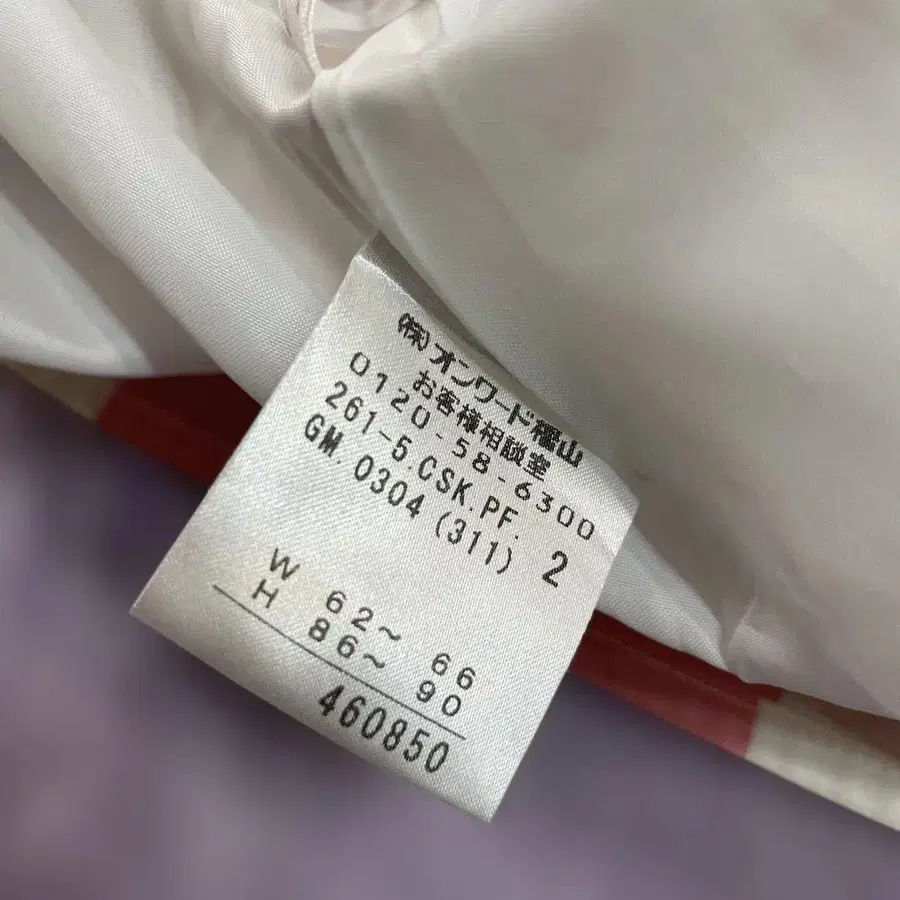 (株)オンワード樫山
お客様相談室
0120-58-6300
261-5.CSK.PF. 2
GM. 0304 (311)
W 62~ 66
H 86~ 90
460850